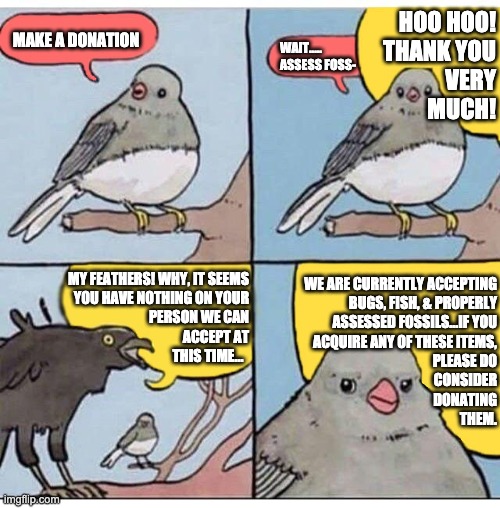 MAKE A DONATION
WAIT.....
ASSESS FOSS-
HOO HOO!
THANK YOU
VERY
MUCH!
MY FEATHERS! WHY, IT SEEMS
YOU HAVE NOTHING ON YOUR
PERSON WE CAN
ACCEPT AT
THIS TIME...
WE ARE CURRENTLY ACCEPTING
BUGS, FISH, & PROPERLY
ASSESSED FOSSILS...IF YOU
ACQUIRE ANY OF THESE ITEMS,
PLEASE DO
CONSIDER
DONATING
THEM.
imgflip.com